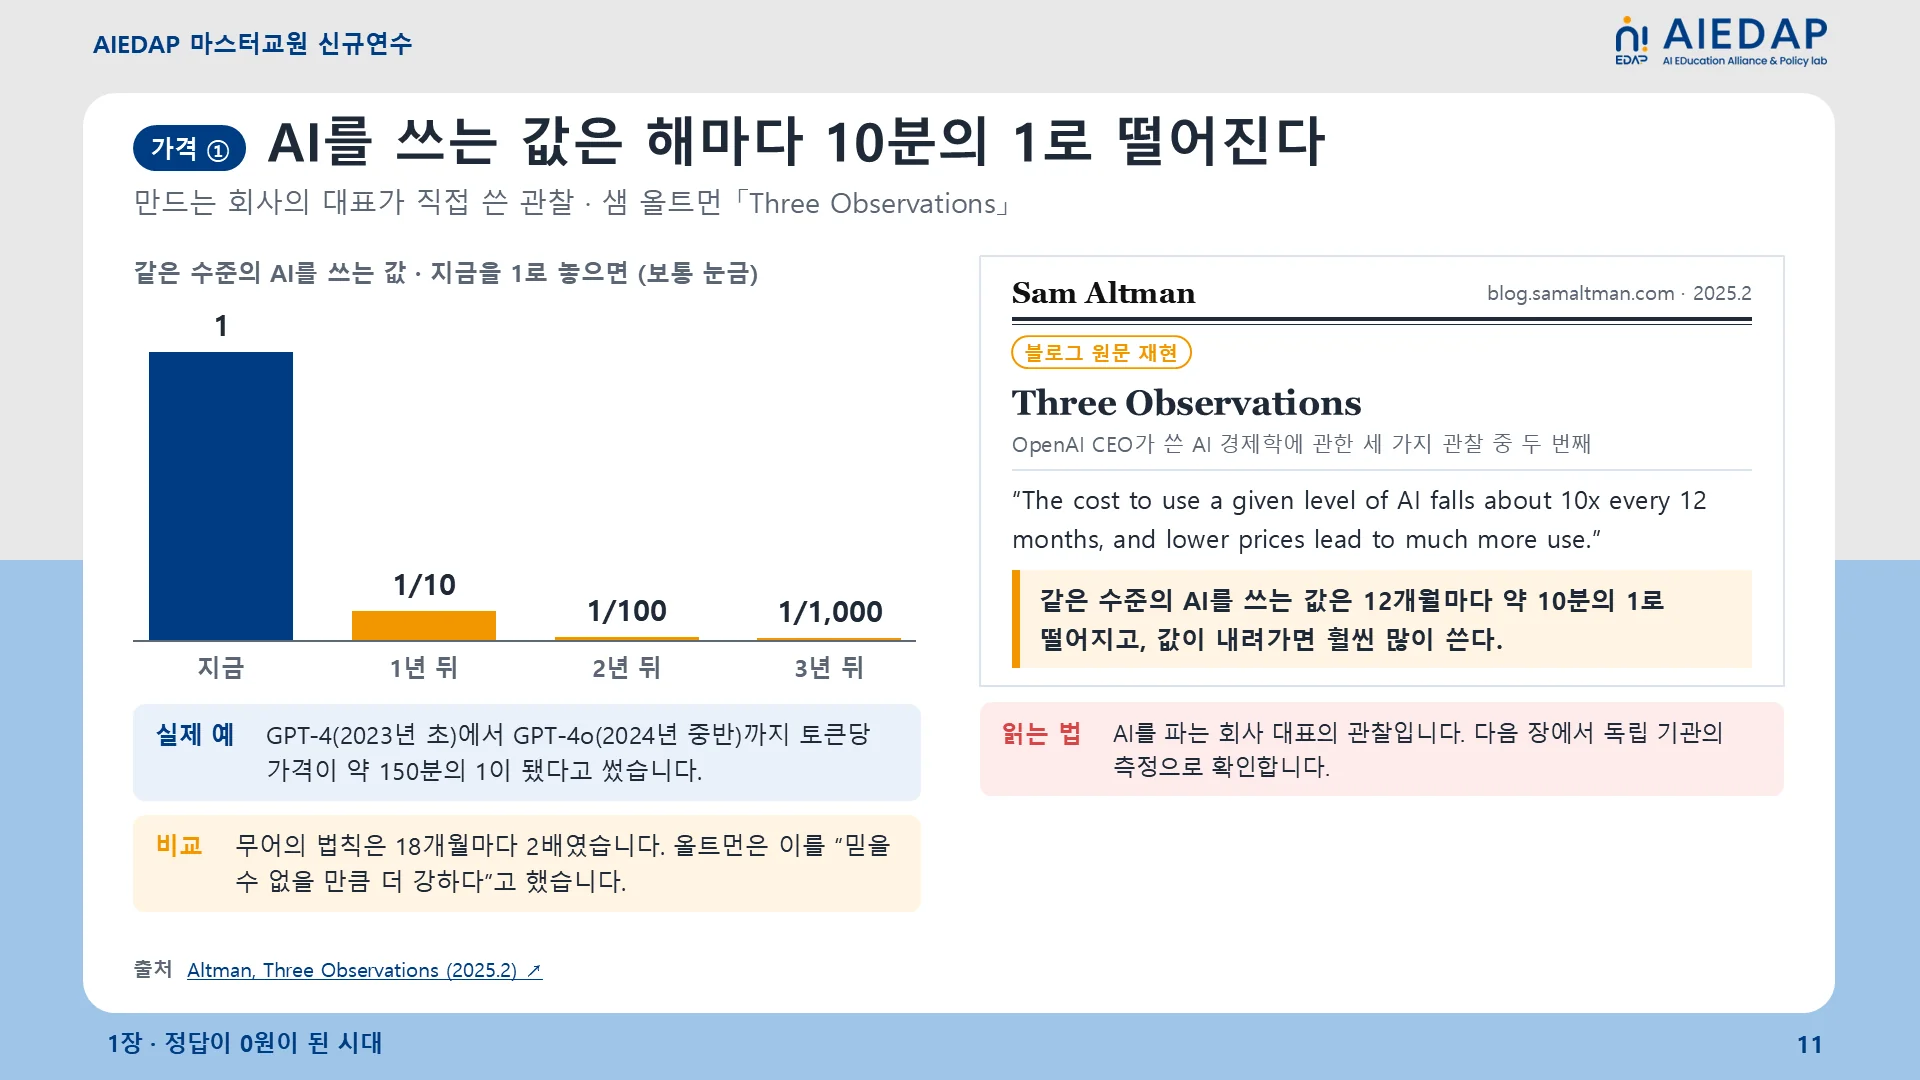 AIEDAP 마스터교원 신규연수
AIEDAP
EDAP
AI EDucation Alliance & Policy lab
가격 ①
AI를 쓰는 값은 해마다 10분의 1로 떨어진다
만드는 회사의 대표가 직접 쓴 관찰 · 샘 올트먼 「Three Observations」
같은 수준의 AI를 쓰는 값 · 지금을 1로 놓으면 (보통 눈금)
1
1/10
1/100
1/1,000
지금
1년 뒤
2년 뒤
3년 뒤
실제 예
GPT-4(2023년 초)에서 GPT-4o(2024년 중반)까지 토큰당
가격이 약 150분의 1이 됐다고 썼습니다.
비교
무어의 법칙은 18개월마다 2배였습니다. 올트먼은 이를 “믿을
수 없을 만큼 더 강하다”고 했습니다.
Sam Altman
blog.samaltman.com · 2025.2
블로그 원문 재현
Three Observations
OpenAI CEO가 쓴 AI 경제학에 관한 세 가지 관찰 중 두 번째
“The cost to use a given level of AI falls about 10x every 12
months, and lower prices lead to much more use.”
같은 수준의 AI를 쓰는 값은 12개월마다 약 10분의 1로
떨어지고, 값이 내려가면 훨씬 많이 쓴다.
읽는 법
AI를 파는 회사 대표의 관찰입니다. 다음 장에서 독립 기관의
측정으로 확인합니다.
출처 Altman, Three Observations (2025.2) ↗
1장 · 정답이 0원이 된 시대
11